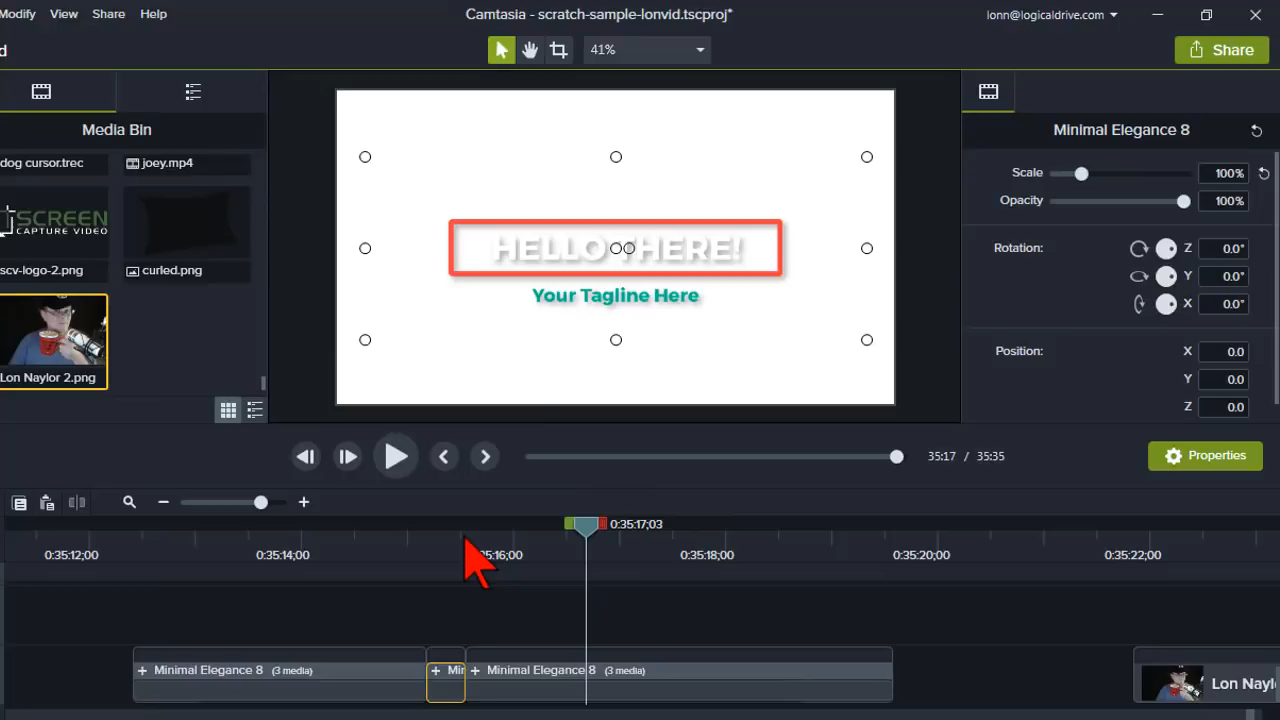 Modify View Share Help
Camtasia - scratch-sample-lonvid.tscproj*
lonn@logicaldrive.com
d
41%
Share
Media Bin
Minimal Elegance 8
dog cursor.trec
joey.mp4
Scale 100%
Opacity 100%
SCREEN
CAPTURE VIDEO
HELLO THERE!
Rotation: Z 0.0°
scv-logo-2.png
curled.png
Y 0.0°
Your Tagline Here
X 0.0°
Position: X 0.0
Lon Naylor 2.png
Y 0.0
Z 0.0
35:17 / 35:35
Properties
0:35:17;03
0:35:12;00
0:35:14;00
35:16;00
0:35:18;00
0:35:20;00
0:35:22;00
Minimal Elegance 8 (3 media)
Min
Minimal Elegance 8 (3 media)
Lon Naylo